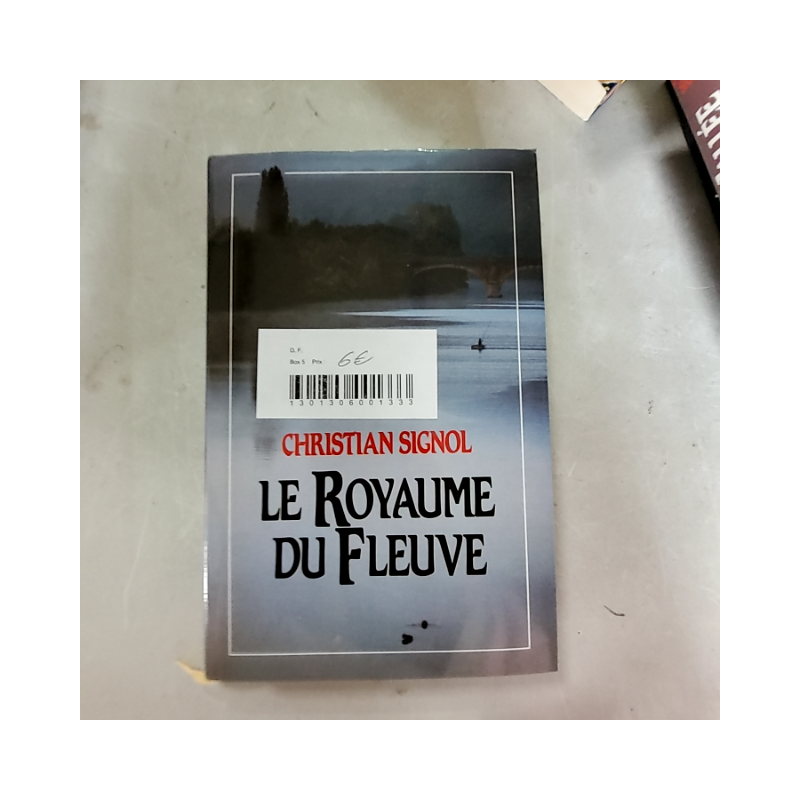 D. F.
Box 5 Prix 6€
1301306001333
CHRISTIAN SIGNOL
LE ROYAUME
DU FLEUVE